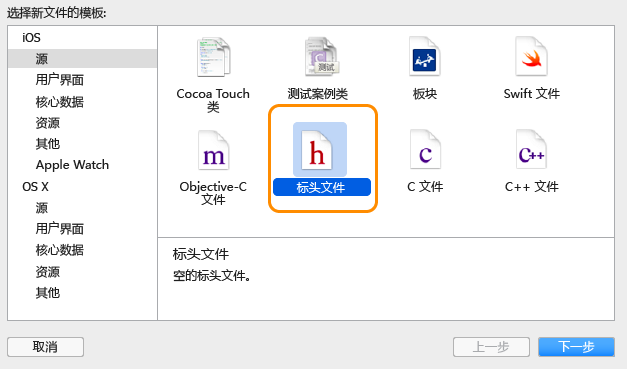 选择新文件的模板:
iOS
源
用户界面
核心数据
资源
其他
Apple Watch
OS X
源
用户界面
核心数据
资源
其他
Cocoa Touch
类
测试
测试案例类
板块
Swift 文件
m
Objective-C
文件
h
标头文件
c
C 文件
C++
C++ 文件
标头文件
空的标头文件。
取消
上一步
下一步